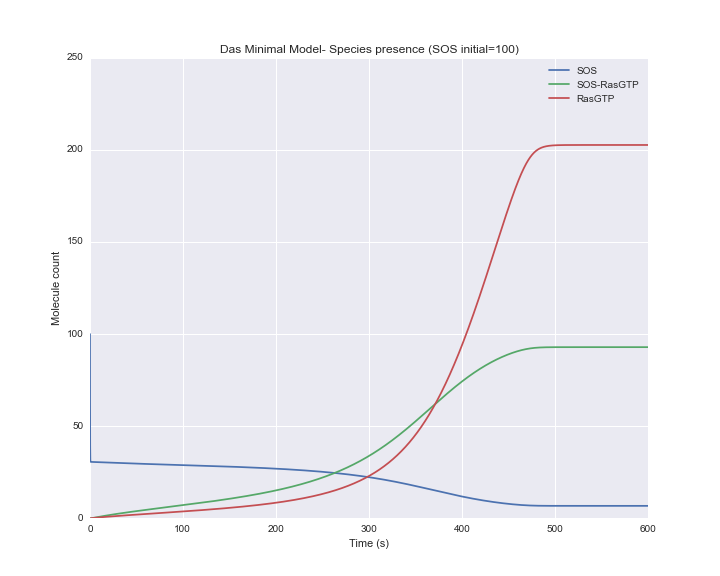 Das Minimal Model- Species presence (SOS initial=100)
250
200
150
100
50
0
Molecule count
SOS
SOS-RasGTP
RasGTP
0 100 200 300 400 500 600
Time (s)